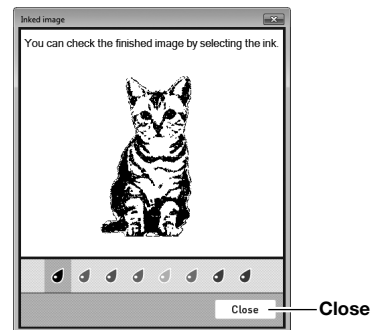 Inked image
You can check the finished image by selecting the ink.
Close
Close